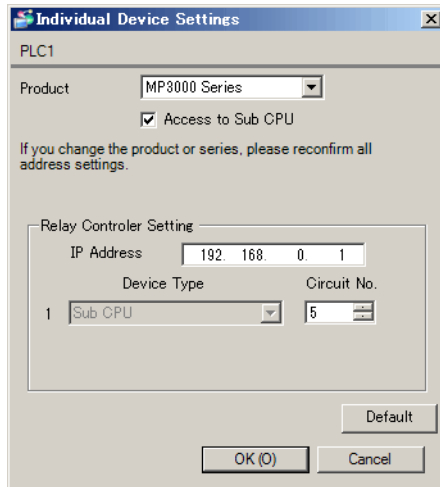 Individual Device Settings
PLC1
Product MP3000 Series
Access to Sub CPU
If you change the product or series, please reconfirm all
address settings.
Relay Controler Setting
IP Address 192. 168. 0. 1
Device Type Circuit No.
1 Sub CPU 5
Default
OK (O) Cancel